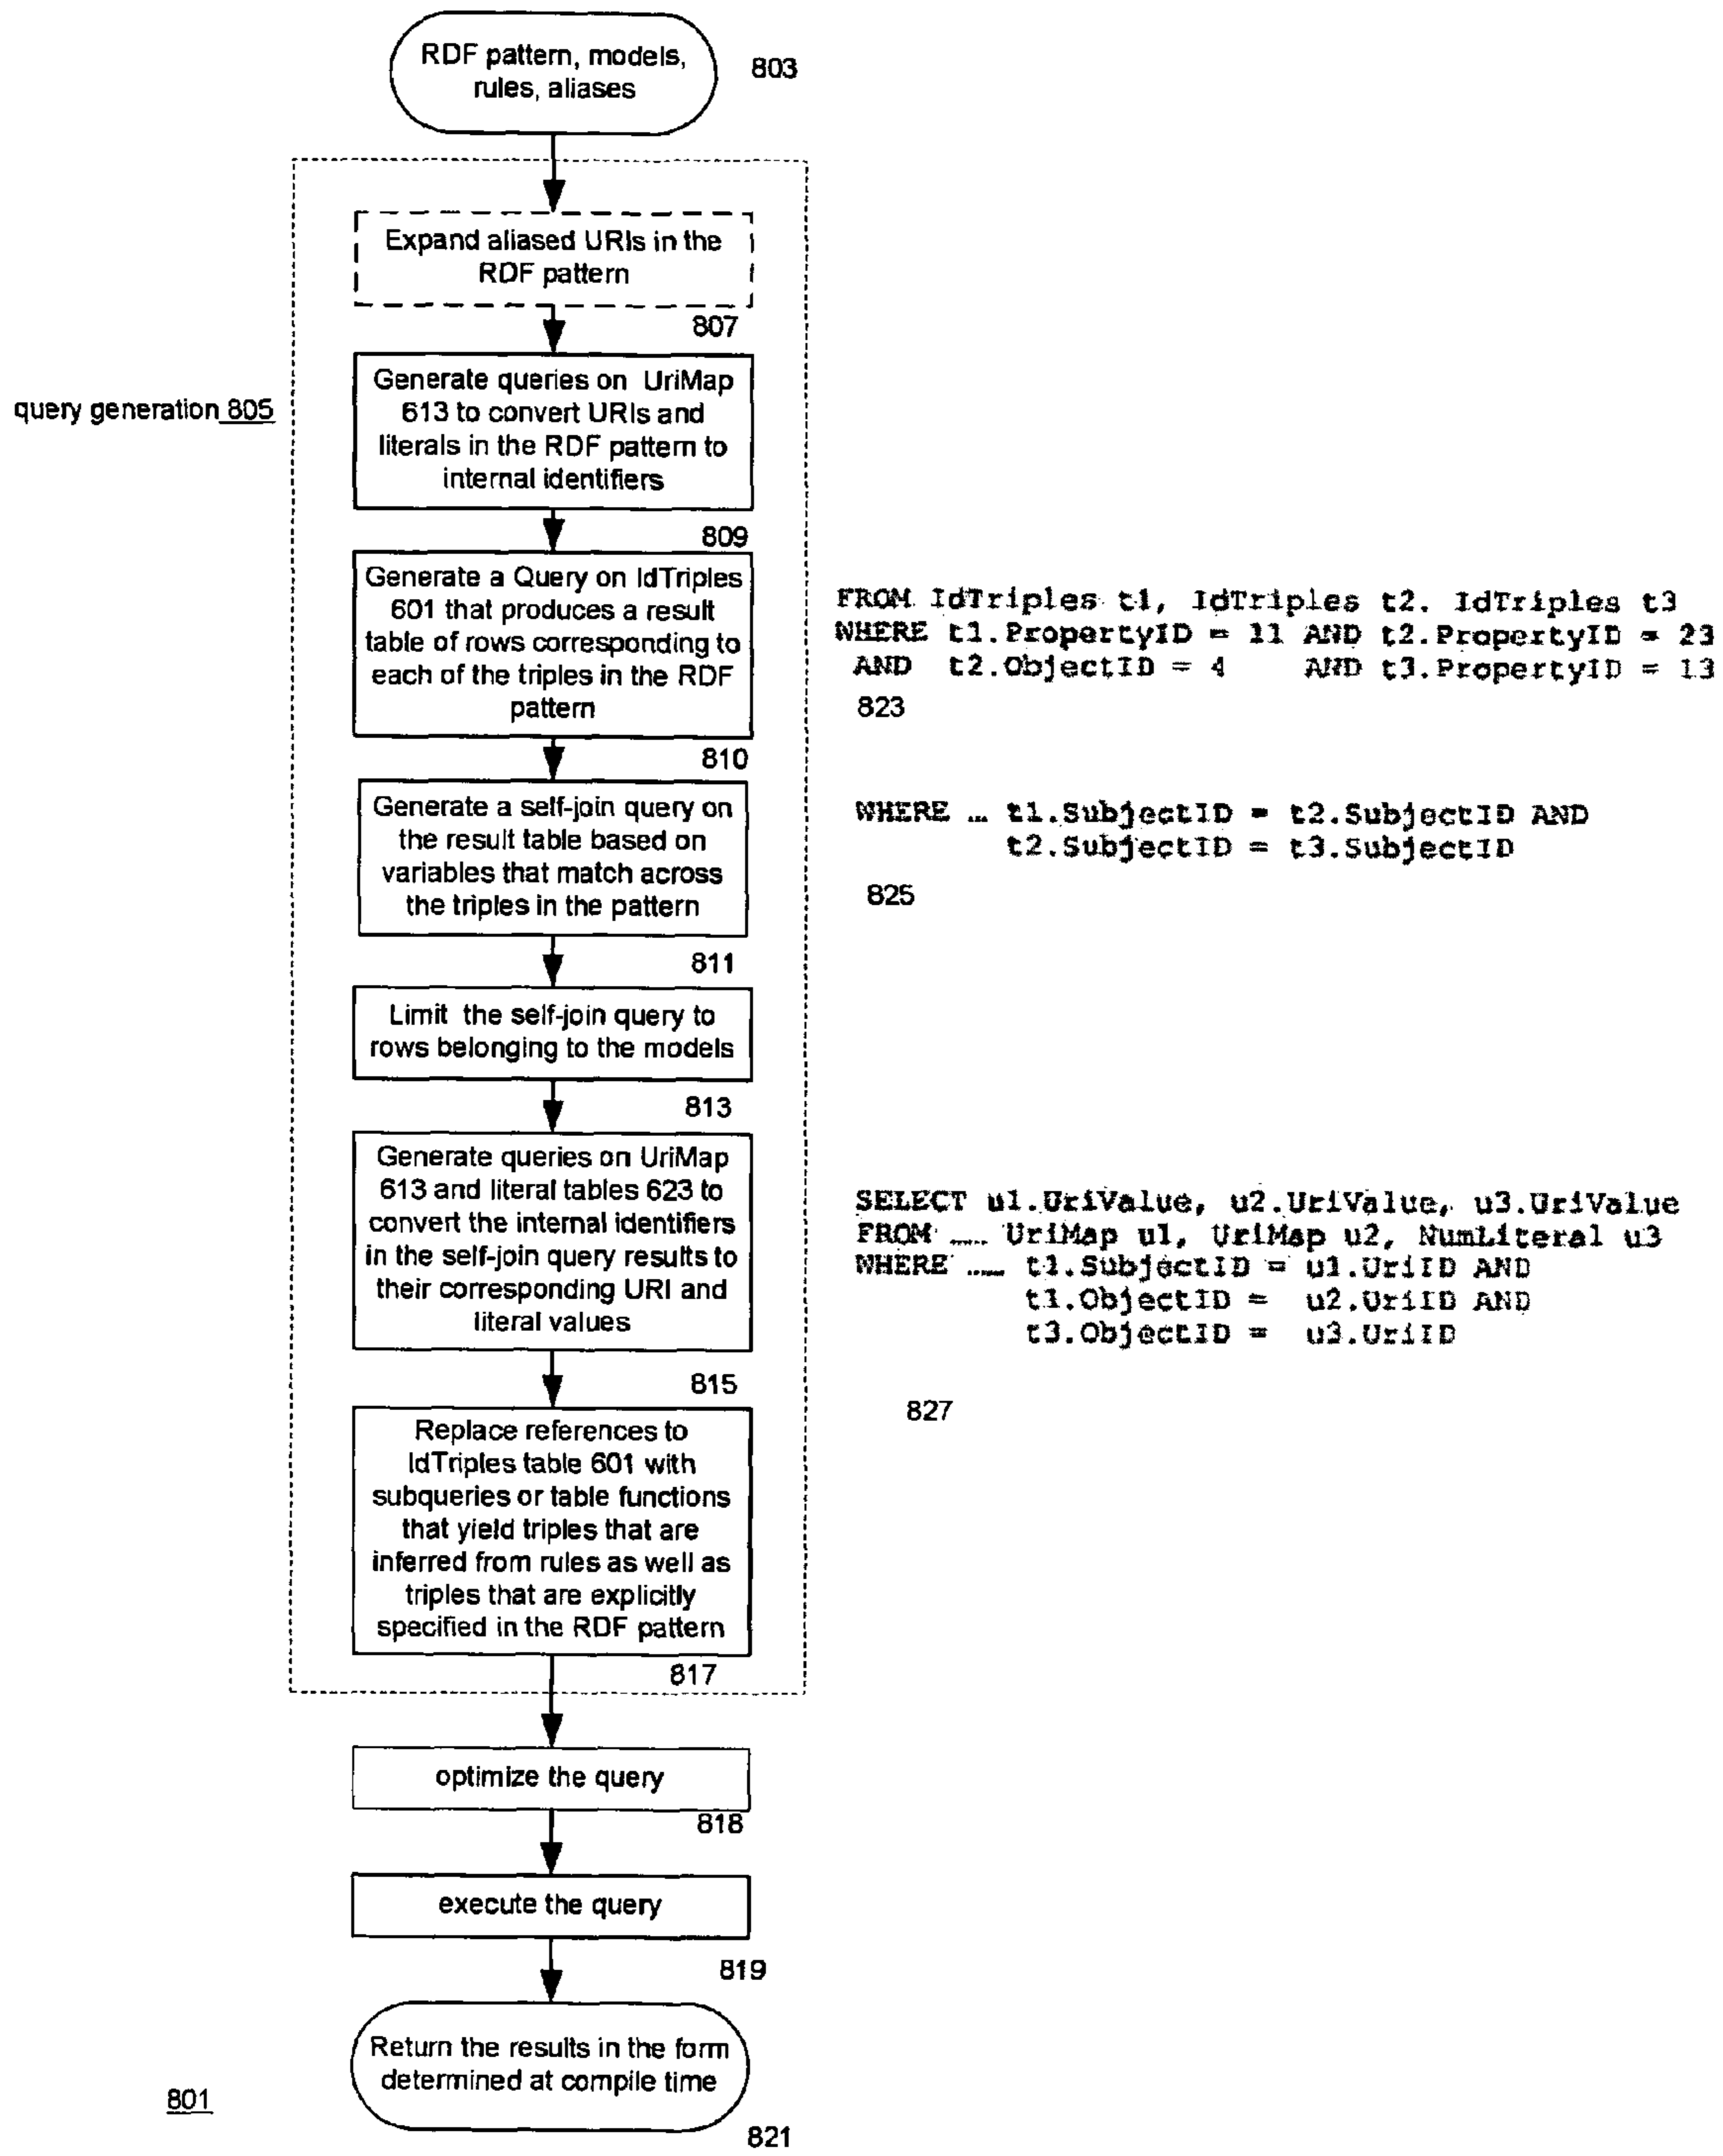 RDF pattern, models,
rules, aliases
803
Expand aliased URIs in the
RDF pattern
807
query generation 805
Generate queries on UriMap
613 to convert URIs and
literals in the RDF pattern to
internal identifiers
809
Generate a Query on IdTriples
601 that produces a result
table of rows corresponding to
each of the triples in the RDF
pattern
810
FROM IdTriples t1, IdTriples t2. IdTriples t3
WHERE t1.PropertyID = 11 AND t2.PropertyID = 23
AND t2.ObjectID = 4 AND t3.PropertyID = 13
823
Generate a self-join query on
the result table based on
variables that match across
the triples in the pattern
811
WHERE … t1.SubjectID = t2.SubjectID AND
t2.SubjectID = t3.SubjectID
825
Limit the self-join query to
rows belonging to the models
813
Generate queries on UriMap
613 and literal tables 623 to
convert the internal identifiers
in the self-join query results to
their corresponding URI and
literal values
815
SELECT u1.UriValue, u2.UriValue, u3.UriValue
FROM …… UriMap u1, UriMap u2, NumLiteral u3
WHERE …… t1.SubjectID = u1.UriID AND
t1.ObjectID = u2.UriID AND
t3.ObjectID = u3.UriID
827
Replace references to
IdTriples table 601 with
subqueries or table functions
that yield triples that are
inferred from rules as well as
triples that are explicitly
specified in the RDF pattern
817
optimize the query
818
execute the query
819
Return the results in the form
determined at compile time
821
801